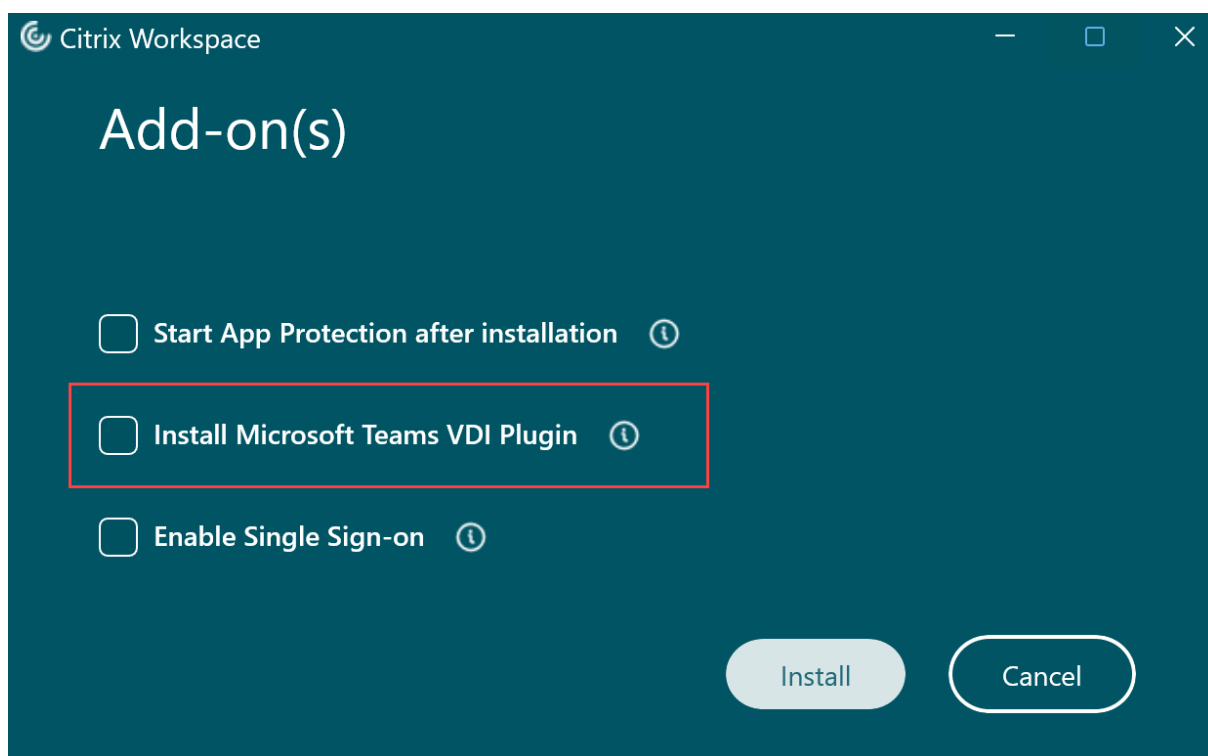 Citrix Workspace
Add-on(s)
Start App Protection after installation
Install Microsoft Teams VDI Plugin
Enable Single Sign-on
Install
Cancel